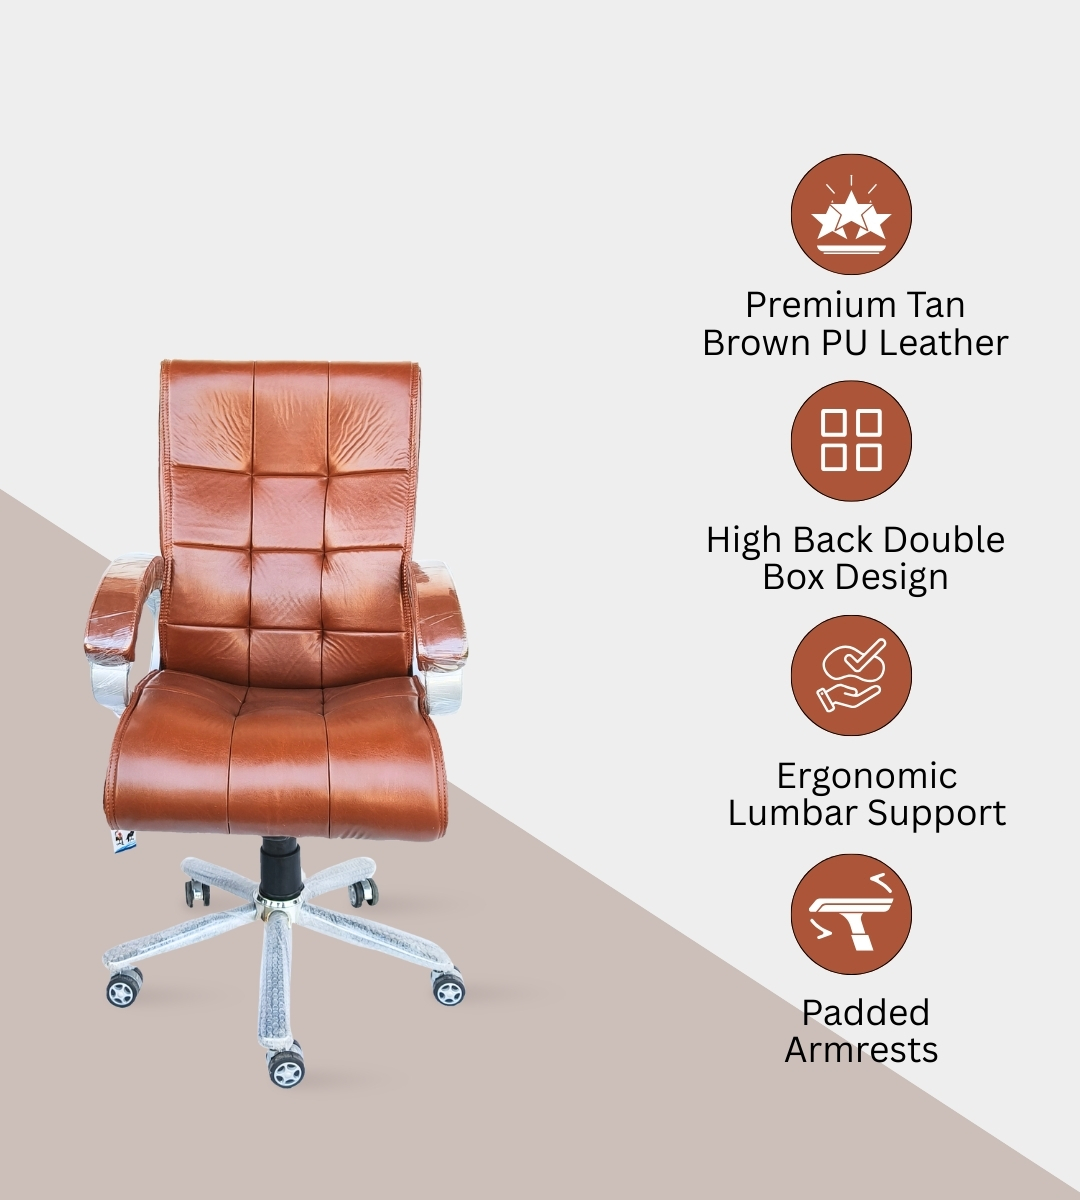 Premium Tan
Brown PU Leather
High Back Double
Box Design
Ergonomic
Lumbar Support
Padded
Armrests